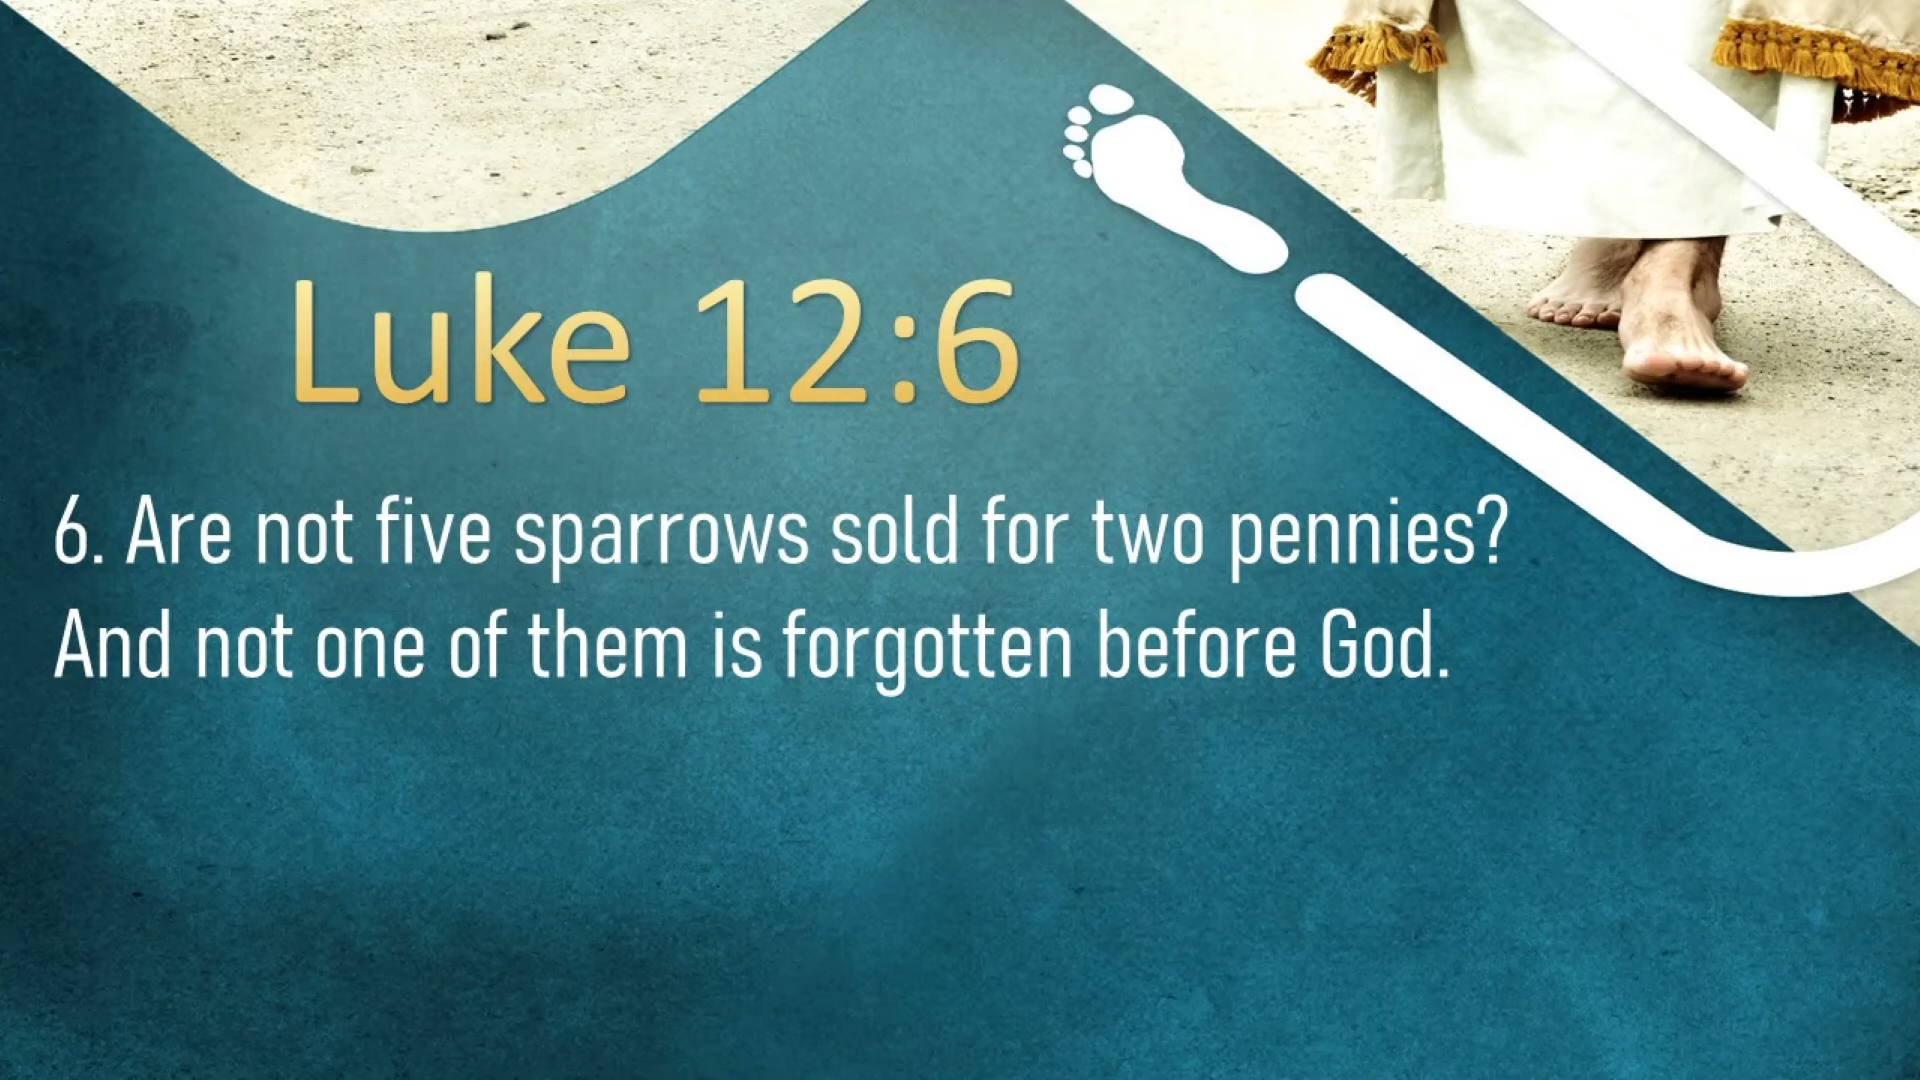 Luke 12:6
6. Are not five sparrows sold for two pennies?
And not one of them is forgotten before God.